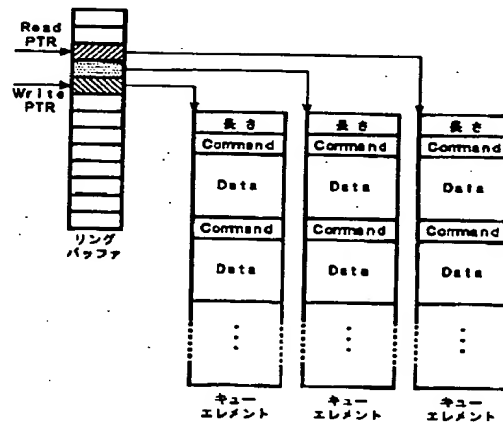 Read
PTR
Write
PTR
リング
バッファ
長さ
Command
Data
Command
Data
キュー
エレメント
長さ
Command
Data
Command
Data
キュー
エレメント
長さ
Command
Data
Command
Data
キュー
エレメント